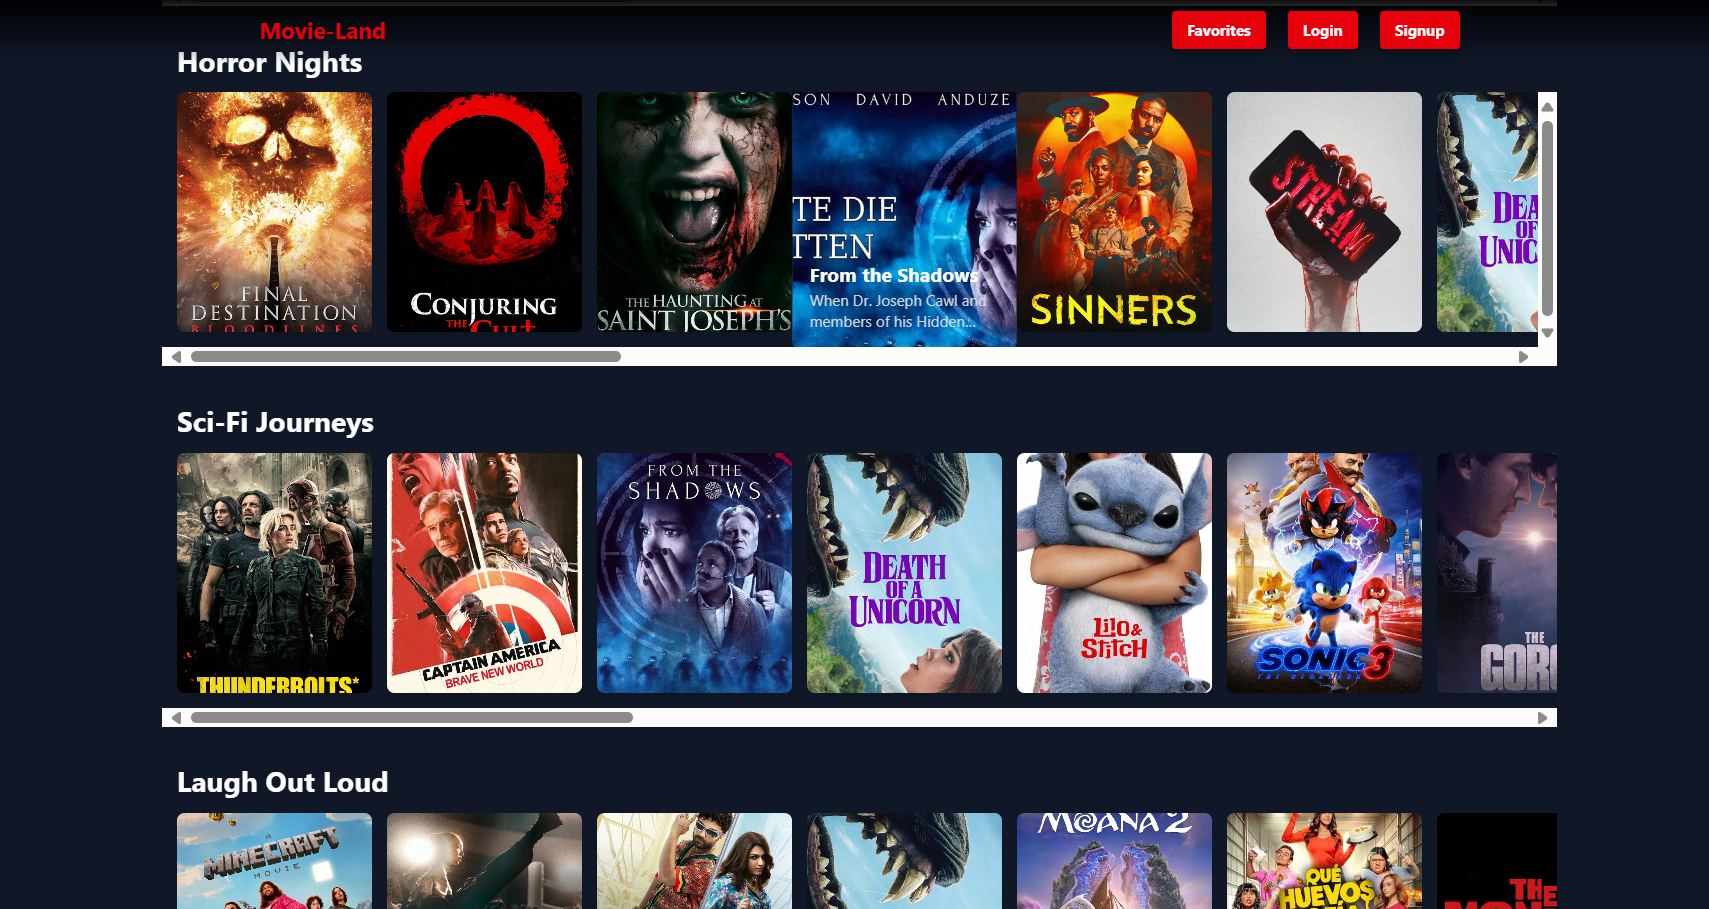 Movie-Land
Favorites
Login
Signup
Horror Nights
FINAL
DESTINATION
BLOODLINES
CONJURING
THE CULT
THE HAUNTING AT
SAINT JOSEPH'S
SON DAVID ANDUZE
TE DIE
TTEN
From the Shadows
When Dr. Joseph Cawl and
members of his Hidden...
SINNERS
STREAM
DEA
OF
UNIC
Sci-Fi Journeys
THUNDERBOLTS*
CAPTAIN AMERICA
BRAVE NEW WORLD
FROM THE
SHADOWS
DEATH
OF A
UNICORN
Lilo &
Stitch
SONIC 3
THE
GORG
Laugh Out Loud
A
MINECRAFT
MOVIE
MOANA 2
QUÉ
HUEVOS
THE